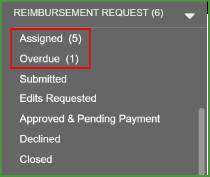 REIMBURSEMENT REQUEST (6)
Assigned (5)
Overdue (1)
Submitted
Edits Requested
Approved & Pending Payment
Declined
Closed